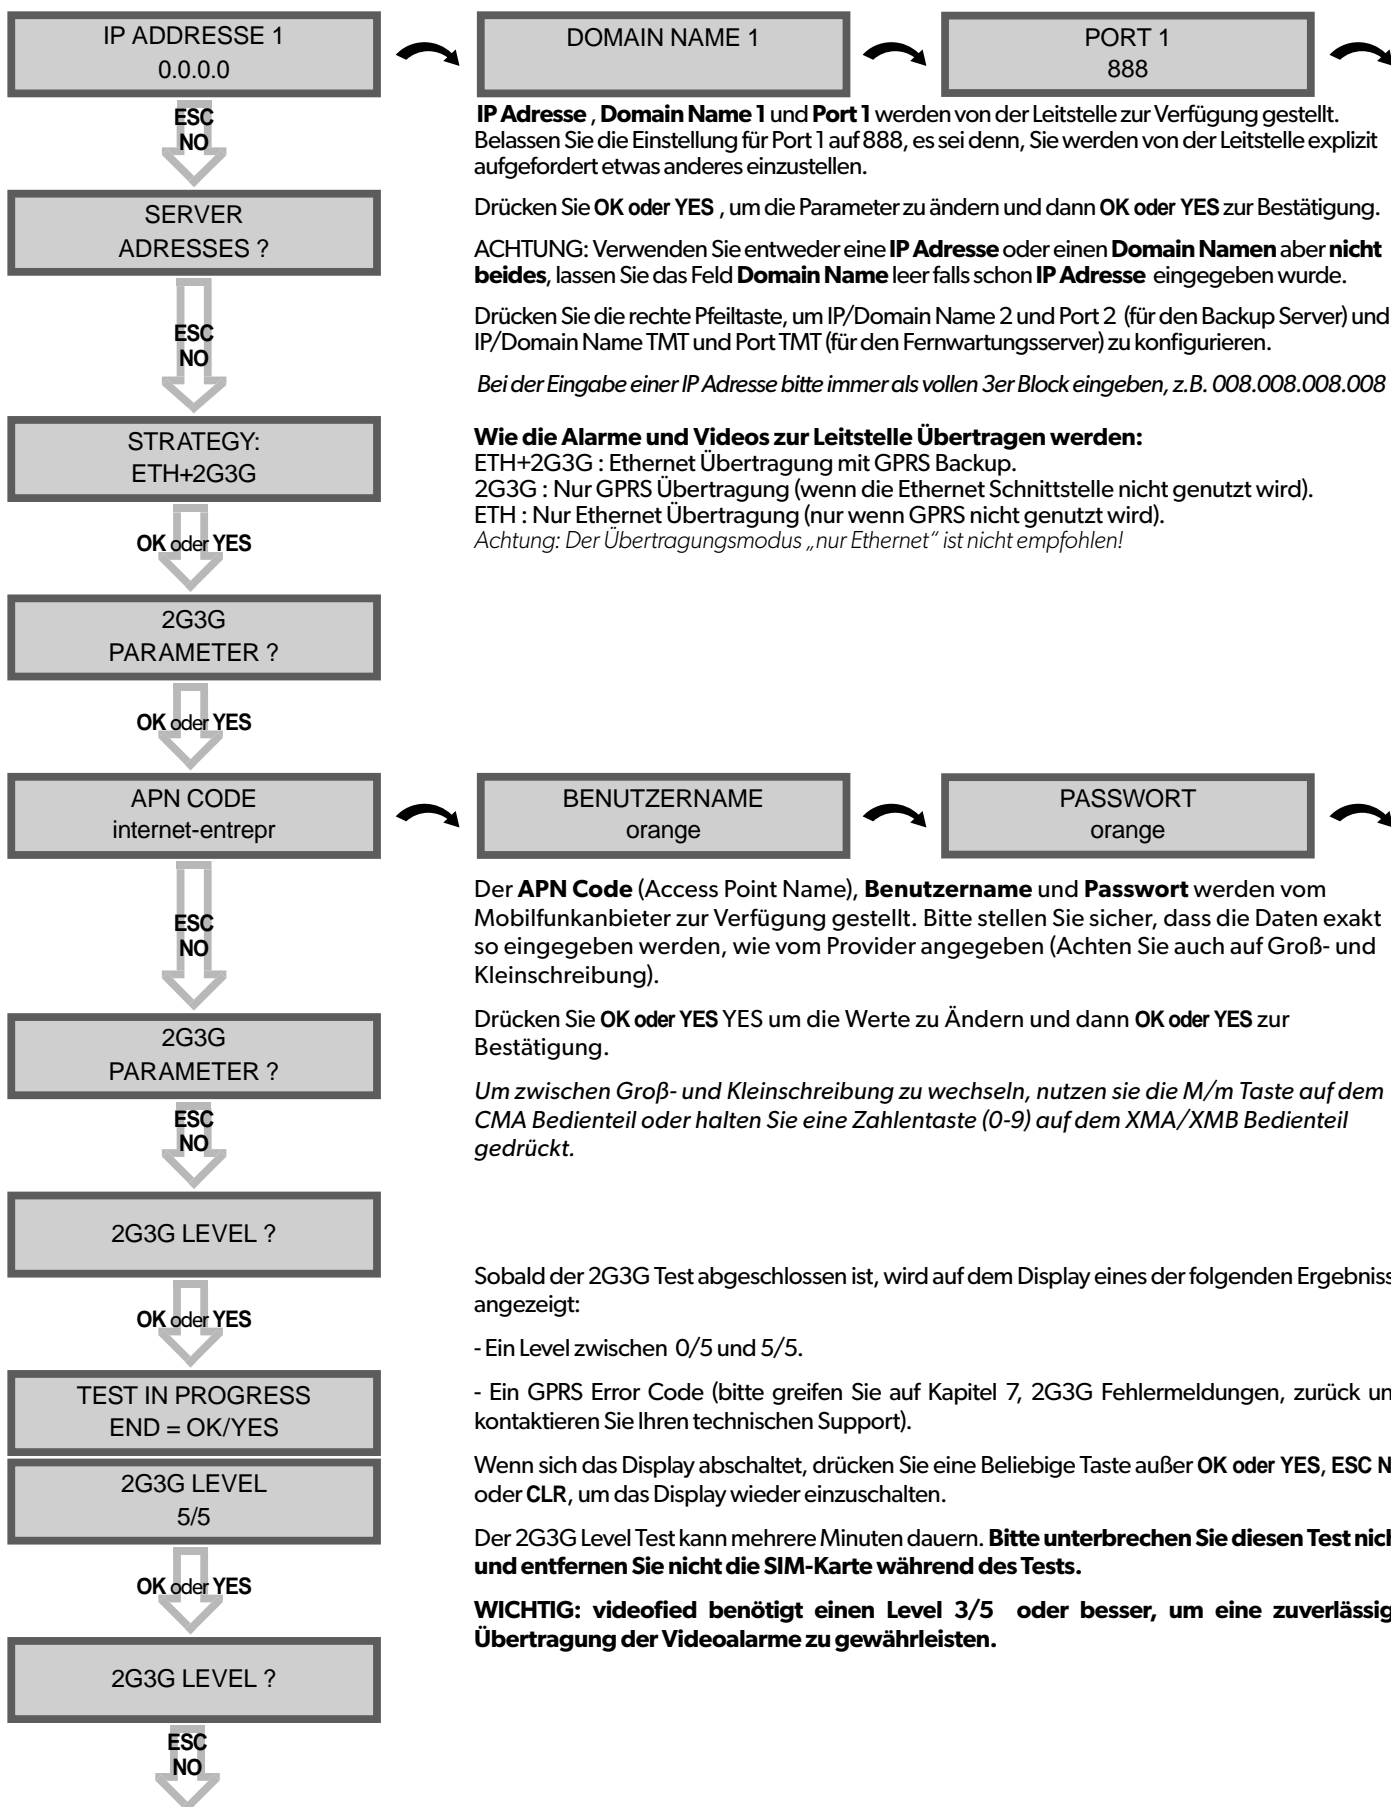 IP ADDRESSE 1
0.0.0.0
DOMAIN NAME 1
PORT 1
888
ESC
NO
IP Adresse , Domain Name 1 und Port 1 werden von der Leitstelle zur Verfügung gestellt.
Belassen Sie die Einstellung für Port 1 auf 888, es sei denn, Sie werden von der Leitstelle explizit
aufgefordert etwas anderes einzustellen.
SERVER
ADRESSES ?
Drücken Sie OK oder YES , um die Parameter zu ändern und dann OK oder YES zur Bestätigung.
ACHTUNG: Verwenden Sie entweder eine IP Adresse oder einen Domain Namen aber nicht
beides, lassen Sie das Feld Domain Name leer falls schon IP Adresse eingegeben wurde.
ESC
NO
Drücken Sie die rechte Pfeiltaste, um IP/Domain Name 2 und Port 2 (für den Backup Server) und
IP/Domain Name TMT und Port TMT (für den Fernwartungsserver) zu konfigurieren.
Bei der Eingabe einer IP Adresse bitte immer als vollen 3er Block eingeben, z.B. 008.008.008.008
STRATEGY:
ETH+2G3G
Wie die Alarme und Videos zur Leitstelle Übertragen werden:
ETH+2G3G : Ethernet Übertragung mit GPRS Backup.
2G3G : Nur GPRS Übertragung (wenn die Ethernet Schnittstelle nicht genutzt wird).
ETH : Nur Ethernet Übertragung (nur wenn GPRS nicht genutzt wird).
Achtung: Der Übertragungsmodus „nur Ethernet“ ist nicht empfohlen!
OK oder YES
2G3G
PARAMETER ?
OK oder YES
APN CODE
internet-entrepr
BENUTZERNAME
orange
PASSWORT
orange
ESC
NO
Der APN Code (Access Point Name), Benutzername und Passwort werden vom
Mobilfunkanbieter zur Verfügung gestellt. Bitte stellen Sie sicher, dass die Daten exakt
so eingegeben werden, wie vom Provider angegeben (Achten Sie auch auf Groß- und
Kleinschreibung).
2G3G
PARAMETER ?
Drücken Sie OK oder YES YES um die Werte zu Ändern und dann OK oder YES zur
Bestätigung.
ESC
NO
Um zwischen Groß- und Kleinschreibung zu wechseln, nutzen sie die M/m Taste auf dem
CMA Bedienteil oder halten Sie eine Zahlentaste (0-9) auf dem XMA/XMB Bedienteil
gedrückt.
2G3G LEVEL ?
OK oder YES
Sobald der 2G3G Test abgeschlossen ist, wird auf dem Display eines der folgenden Ergebniss
angezeigt:
- Ein Level zwischen 0/5 und 5/5.
TEST IN PROGRESS
END = OK/YES
- Ein GPRS Error Code (bitte greifen Sie auf Kapitel 7, 2G3G Fehlermeldungen, zurück un
kontaktieren Sie Ihren technischen Support).
2G3G LEVEL
5/5
Wenn sich das Display abschaltet, drücken Sie eine Beliebige Taste außer OK oder YES, ESC N
oder CLR, um das Display wieder einzuschalten.
OK oder YES
Der 2G3G Level Test kann mehrere Minuten dauern. Bitte unterbrechen Sie diesen Test nich
und entfernen Sie nicht die SIM-Karte während des Tests.
WICHTIG: videofied benötigt einen Level 3/5 oder besser, um eine zuverlässig
Übertragung der Videoalarme zu gewährleisten.
2G3G LEVEL ?
ESC
NO